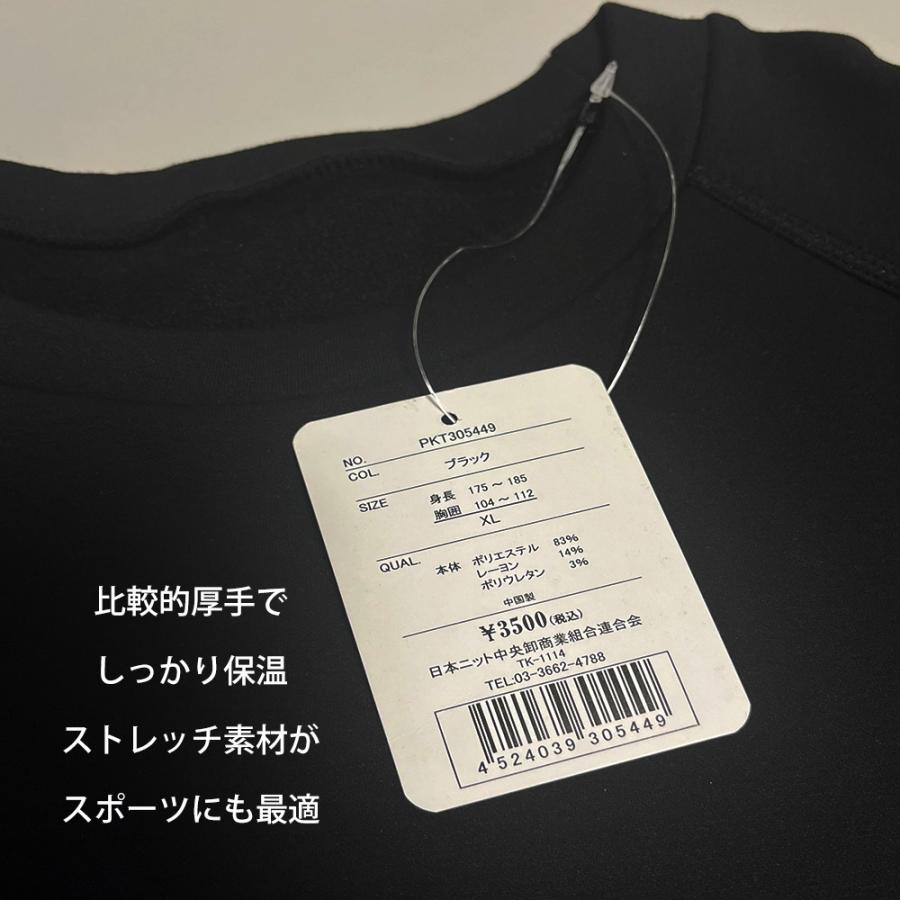 NO. PKT305449
COL. ブラック
SIZE 身長 175～185
胸囲 104～112
XL
QUAL. 本体 ポリエステル 83%
レーヨン 14%
ポリウレタン 3%
中国製
¥3500(税込)
日本ニット中央卸商業組合連合会
TK-1114
TEL:03-3662-4788
4 524039 305449
比較的厚手で
しっかり保温
ストレッチ素材が
スポーツにも最適